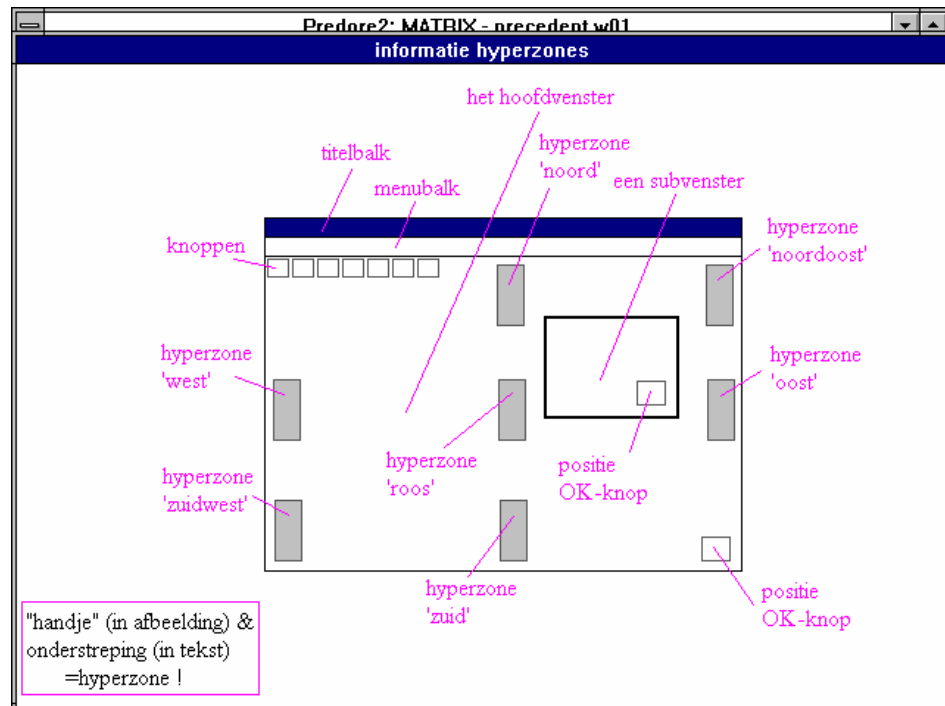 Predore2: MATRIX - precedent.w01
informatie hyperzones
het hoofdvenster
hyperzone
'noord'
titelbalk
een subvenster
menubalk
hyperzone
'noordoost'
knoppen
hyperzone
'west'
hyperzone
'oost'
hyperzone
'roos'
positie
OK-knop
hyperzone
'zuidwest'
hyperzone
'zuid'
positie
OK-knop
"handje" (in afbeelding) &
onderstreping (in tekst)
=hyperzone !